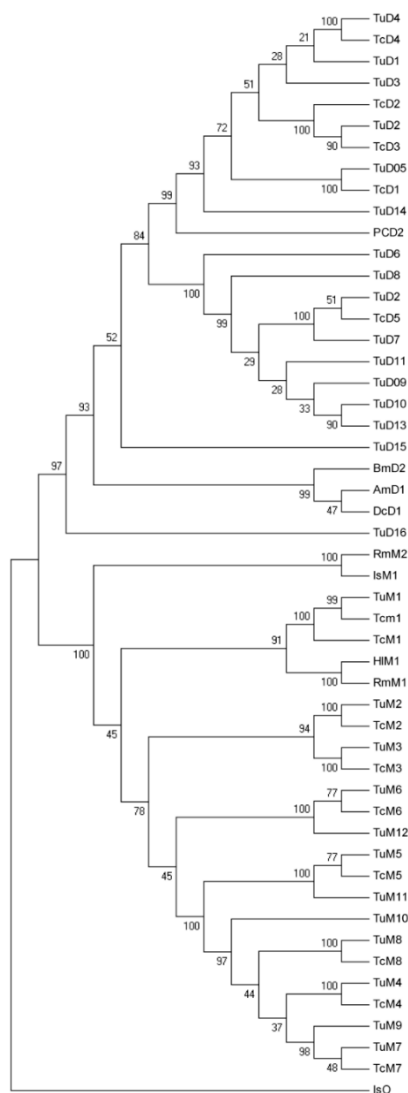 TuD4
100
TcD4
21
TuD1
28
TuD3
51
TcD2
100
TuD2
90
TcD3
72
TuD05
100
TcD1
93
TuD14
99
PCD2
84
TuD6
100
TuD8
99
TuD2
51
TcD5
100
TuD7
29
TuD11
28
TuD09
33
TuD10
90
TuD13
52
TuD15
93
BmD2
99
AmD1
47
DcD1
97
TuD16
RmM2
100
IsM1
100
TuM1
99
Tcm1
100
TcM1
91
HlM1
100
RmM1
45
TuM2
100
TcM2
94
TuM3
100
TcM3
78
TuM6
77
TcM6
100
TuM12
45
TuM5
77
TcM5
100
TuM11
100
TuM10
97
TuM8
100
TcM8
44
TuM4
100
TcM4
37
TuM9
98
TuM7
48
TcM7
IsO